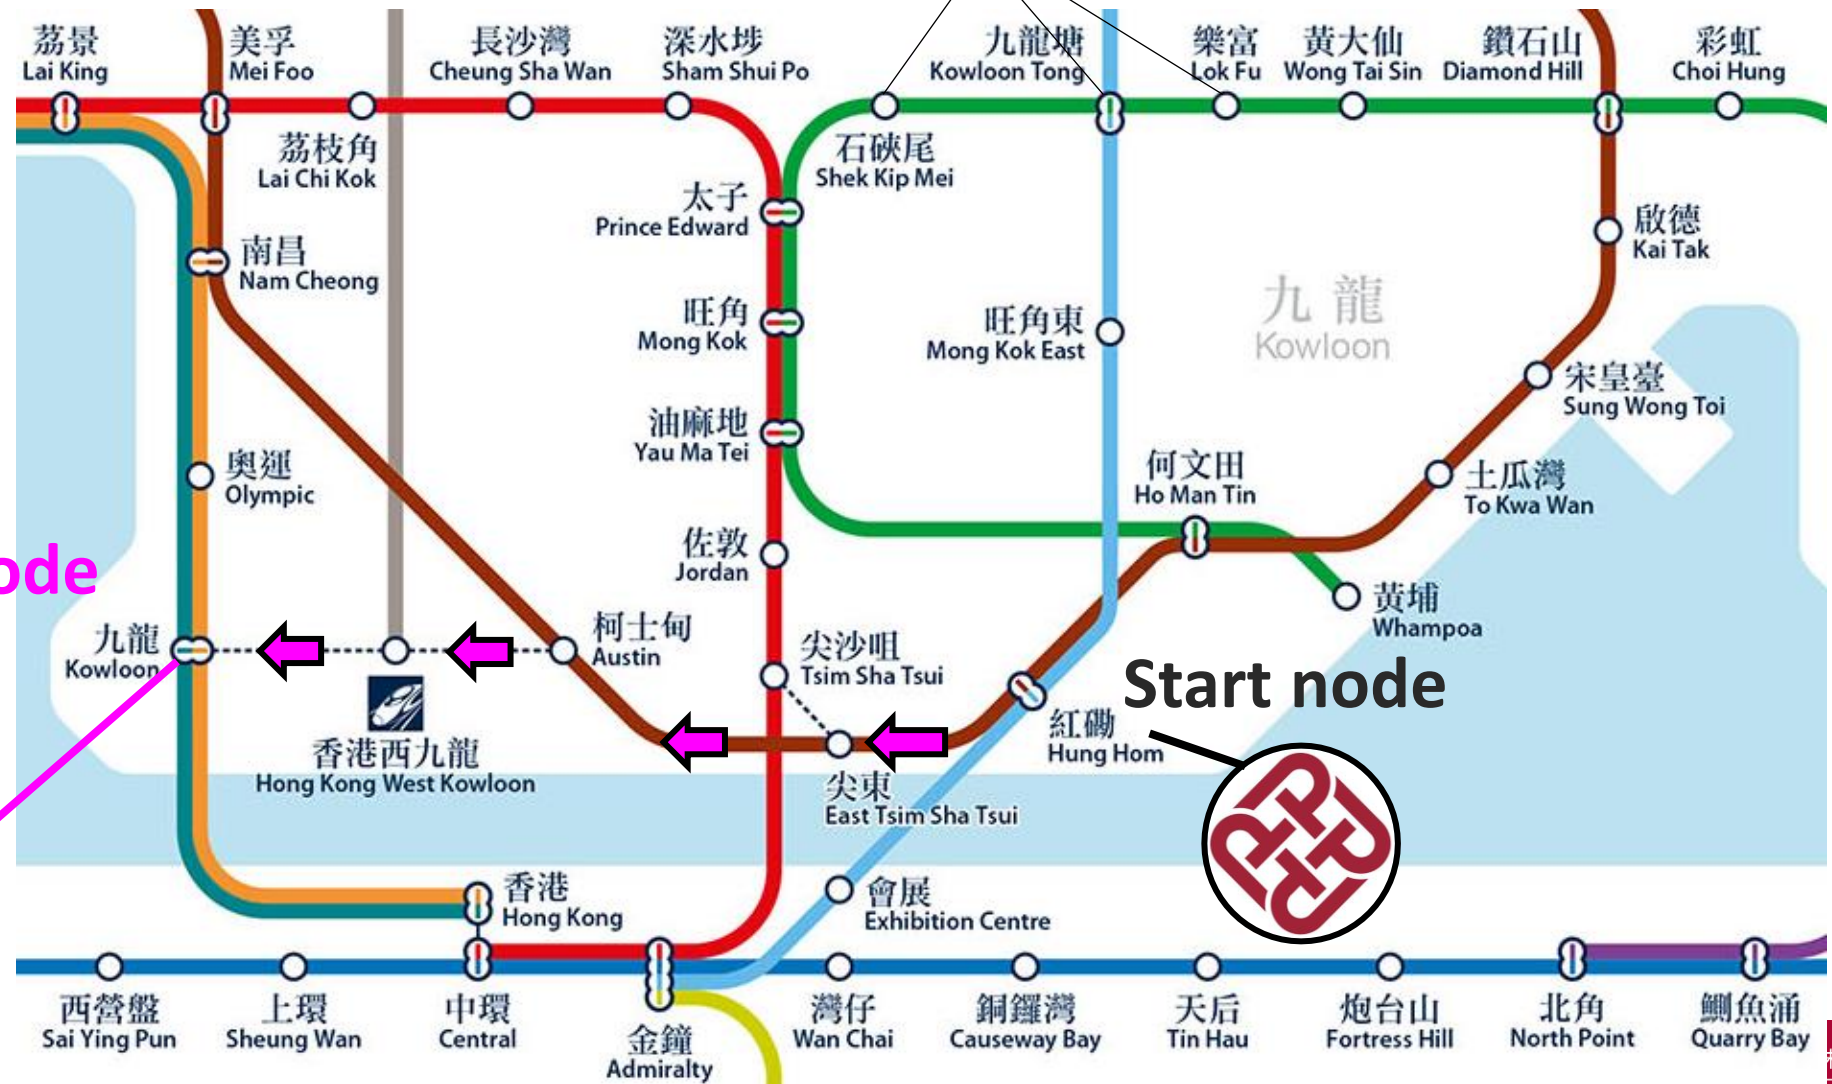 荔景
Lai King
美孚
Mei Foo
長沙灣
Cheung Sha Wan
深水埗
Sham Shui Po
九龍塘
Kowloon Tong
樂富
Lok Fu
黃大仙
Wong Tai Sin
鑽石山
Diamond Hill
彩虹
Choi Hung
荔枝角
Lai Chi Kok
石硤尾
Shek Kip Mei
太子
Prince Edward
啟德
Kai Tak
南昌
Nam Cheong
旺角
Mong Kok
旺角東
Mong Kok East
九龍
Kowloon
宋皇臺
Sung Wong Toi
油麻地
Yau Ma Tei
何文田
Ho Man Tin
土瓜灣
To Kwa Wan
奧運
Olympic
佐敦
Jordan
ode
黃埔
Whampoa
九龍
Kowloon
柯士甸
Austin
尖沙咀
Tsim Sha Tsui
Start node
紅磡
Hung Hom
香港西九龍
Hong Kong West Kowloon
尖東
East Tsim Sha Tsui
香港
Hong Kong
會展
Exhibition Centre
西營盤
Sai Ying Pun
上環
Sheung Wan
中環
Central
金鐘
Admiralty
灣仔
Wan Chai
銅鑼灣
Causeway Bay
天后
Tin Hau
炮台山
Fortress Hill
北角
North Point
鰂魚涌
Quarry Bay